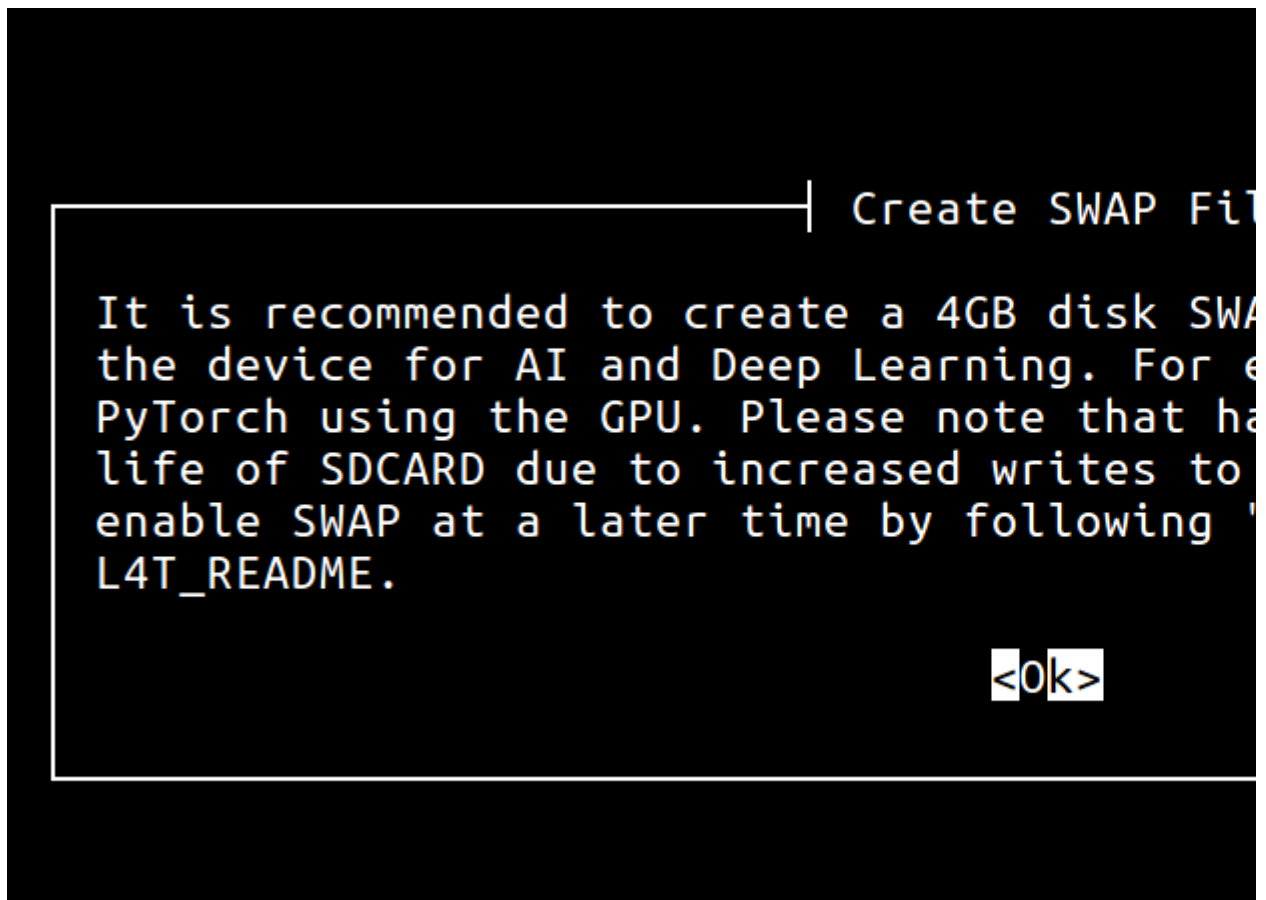 Create SWAP Fil
It is recommended to create a 4GB disk SWA
the device for AI and Deep Learning. For e
PyTorch using the GPU. Please note that ha
life of SDCARD due to increased writes to
enable SWAP at a later time by following '
L4T_README.
<Ok>